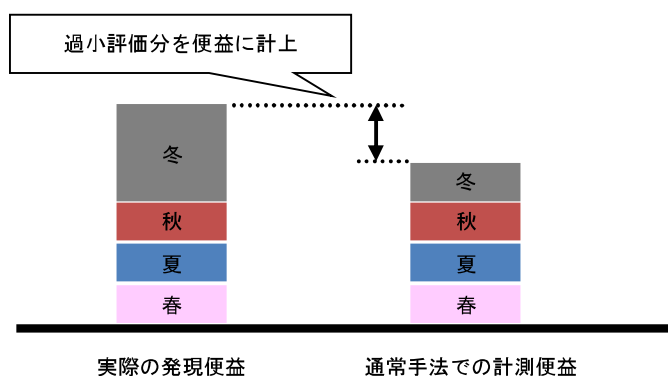 過小評価分を便益に計上
冬
秋
夏
春
冬
秋
夏
春
実際の発現便益
通常手法での計測便益